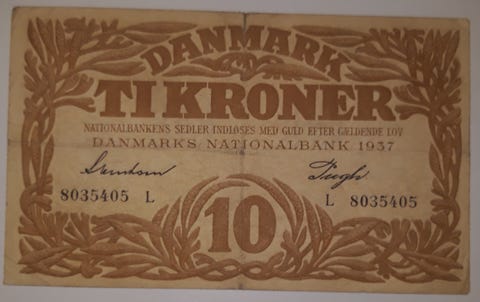 DANMARK
TI KRONER
NATIONALBANKENS SEDLER INDLØSES MED GULD EFTER GÆLDENDE LOV
DANMARKS NATIONALBANK 1937
8035405 L
L 8035405
10